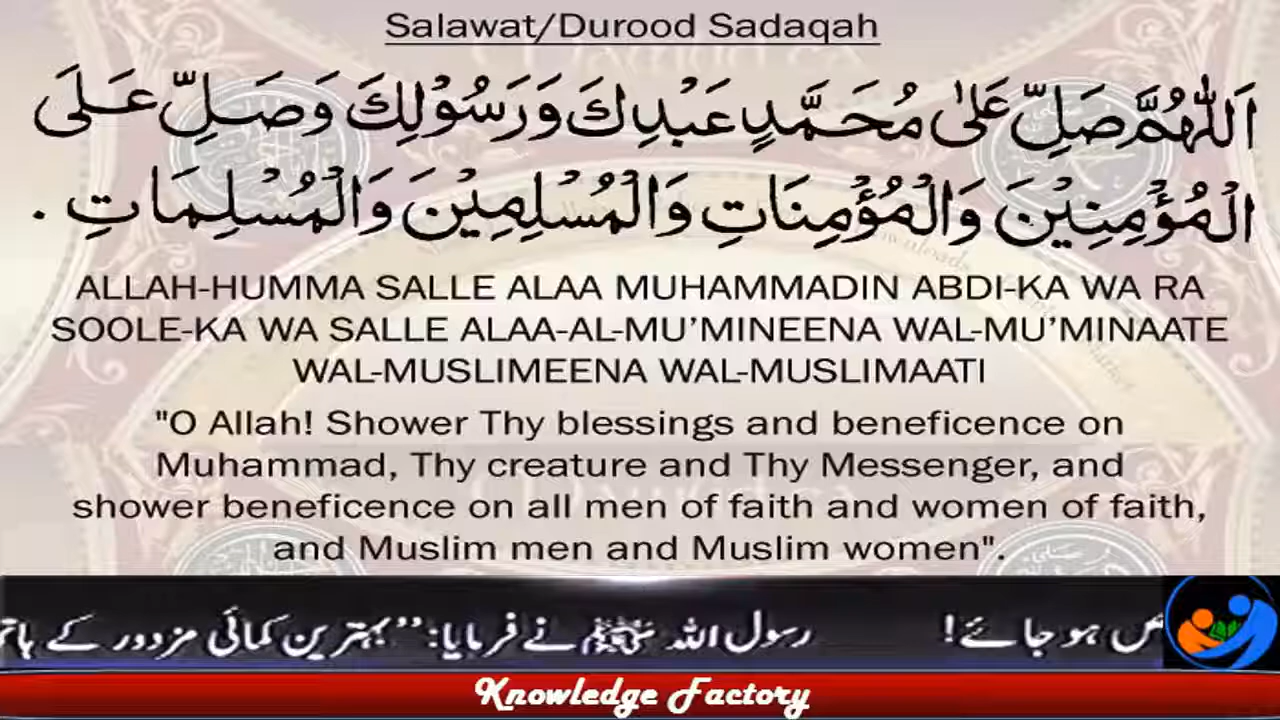 Salawat/Durood Sadaqah
اَللّٰهُمَّ صَلِّ عَلٰى مُحَمَّدٍ عَبْدِكَ وَرَسُوْلِكَ وَصَلِّ عَلَى
الْمُؤْمِنِيْنَ وَالْمُؤْمِنَاتِ وَالْمُسْلِمِيْنَ وَالْمُسْلِمَاتِ .
ALLAH-HUMMA SALLE ALAA MUHAMMADIN ABDI-KA WA RA
SOOLE-KA WA SALLE ALAA-AL-MU’MINEENA WAL-MU’MINAATE
WAL-MUSLIMEENA WAL-MUSLIMAATI
"O Allah! Shower Thy blessings and beneficence on
Muhammad, Thy creature and Thy Messenger, and
shower beneficence on all men of faith and women of faith,
and Muslim men and Muslim women".
ہو جائے! رسول اللہ ﷺ نے فرمایا: ’’بہترین کمائی مزدور کے
Knowledge Factory